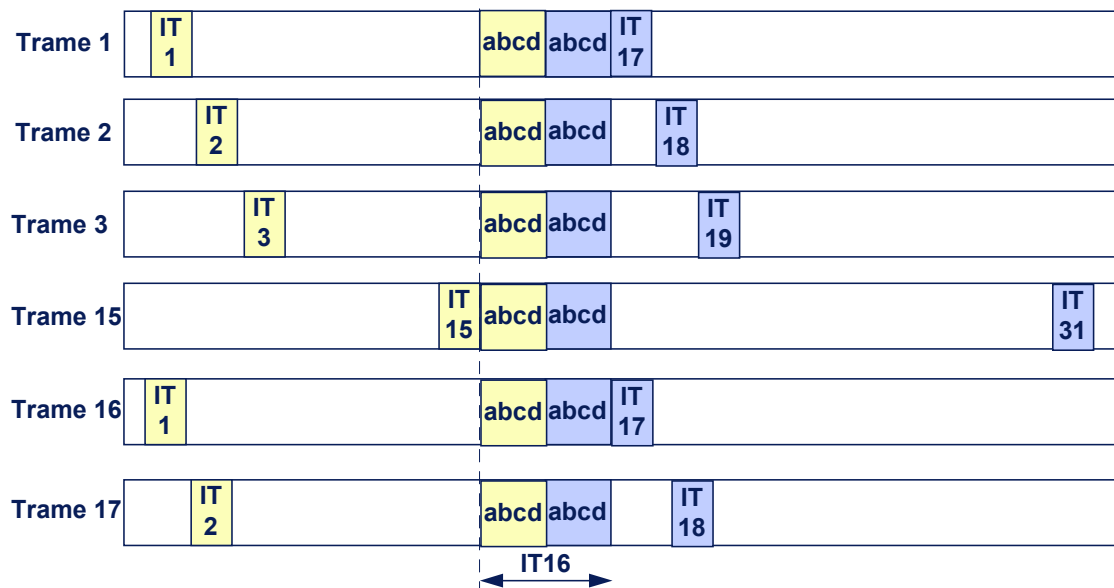 Trame 1 IT 1 abcd abcd IT 17
Trame 2 IT 2 abcd abcd IT 18
Trame 3 IT 3 abcd abcd IT 19
Trame 15 IT 15 abcd abcd IT 31
Trame 16 IT 1 abcd abcd IT 17
Trame 17 IT 2 abcd abcd IT 18
IT16